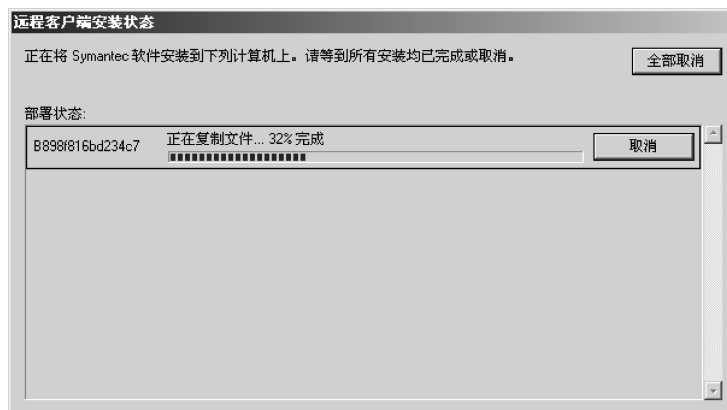 远程客户端安装状态
正在将 Symantec 软件安装到下列计算机上。请等到所有安装均已完成或取消。
全部取消
部署状态:
B898f816bd234c7
正在复制文件... 32% 完成
取消